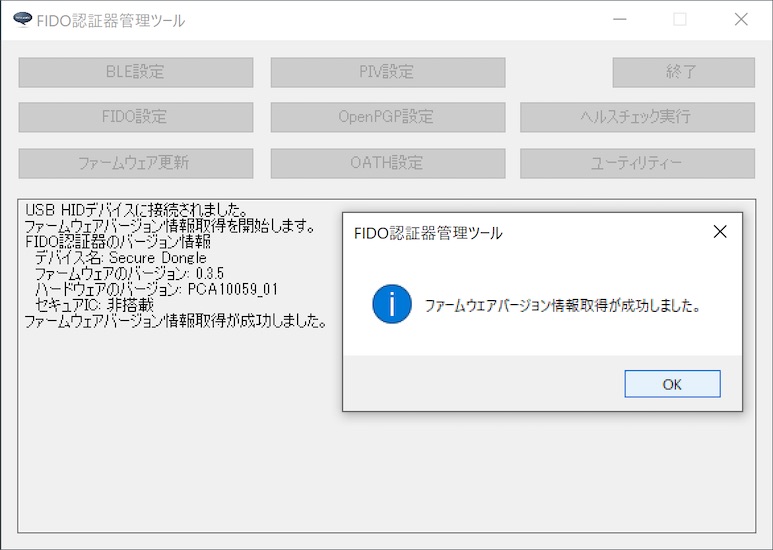 FIDO認証器管理ツール
BLE設定
PIV設定
終了
FIDO設定
OpenPGP設定
ヘルスチェック実行
ファームウェア更新
OATH設定
ユーティリティー
USB HIDデバイスに接続されました。
ファームウェアバージョン情報取得を開始します。
FIDO認証器のバージョン情報
デバイス名: Secure Dongle
ファームウェアのバージョン: 0.3.5
ハードウェアのバージョン: PCA10059_01
セキュアIC: 非搭載
ファームウェアバージョン情報取得が成功しました。
FIDO認証器管理ツール
ファームウェアバージョン情報取得が成功しました。
OK